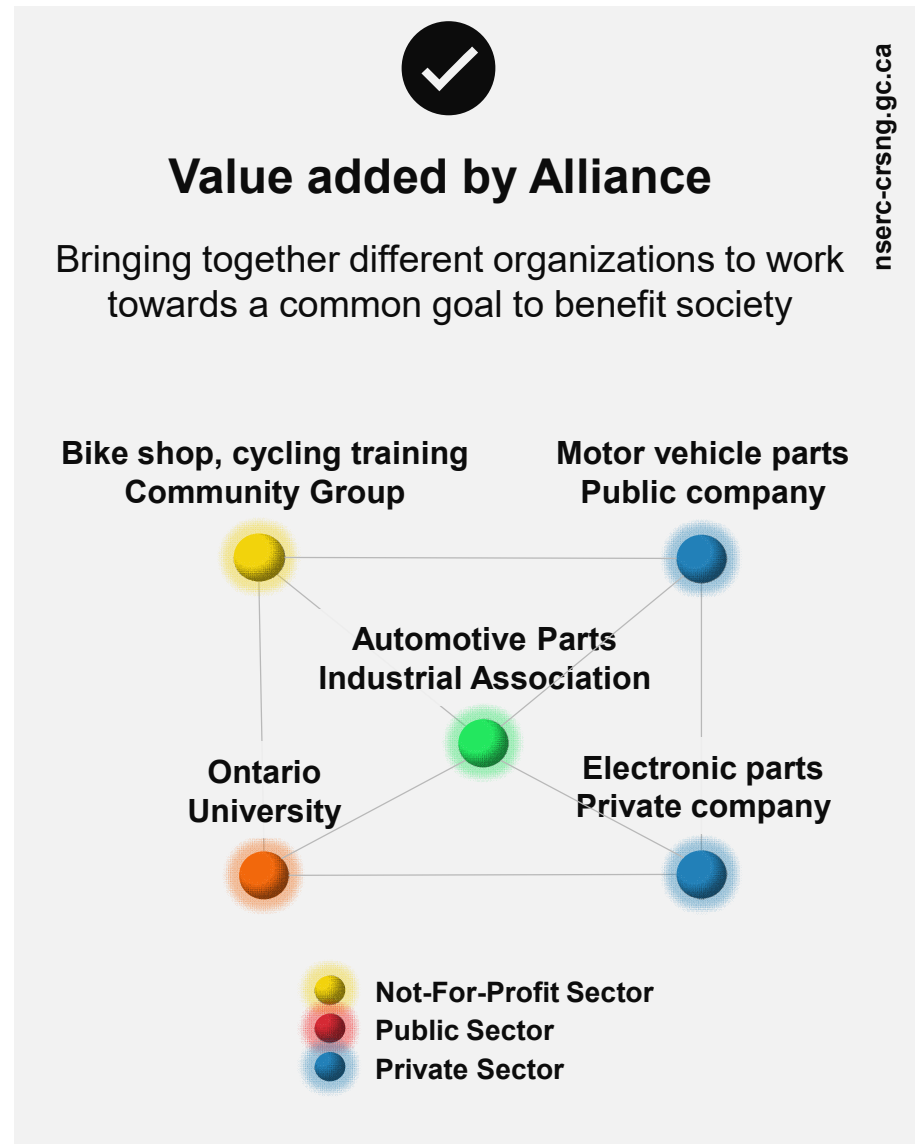 nserc-crsng.gc.ca
Value added by Alliance
Bringing together different organizations to work
towards a common goal to benefit society
Bike shop, cycling training
Community Group
Motor vehicle parts
Public company
Automotive Parts
Industrial Association
Ontario
University
Electronic parts
Private company
Not-For-Profit Sector
Public Sector
Private Sector